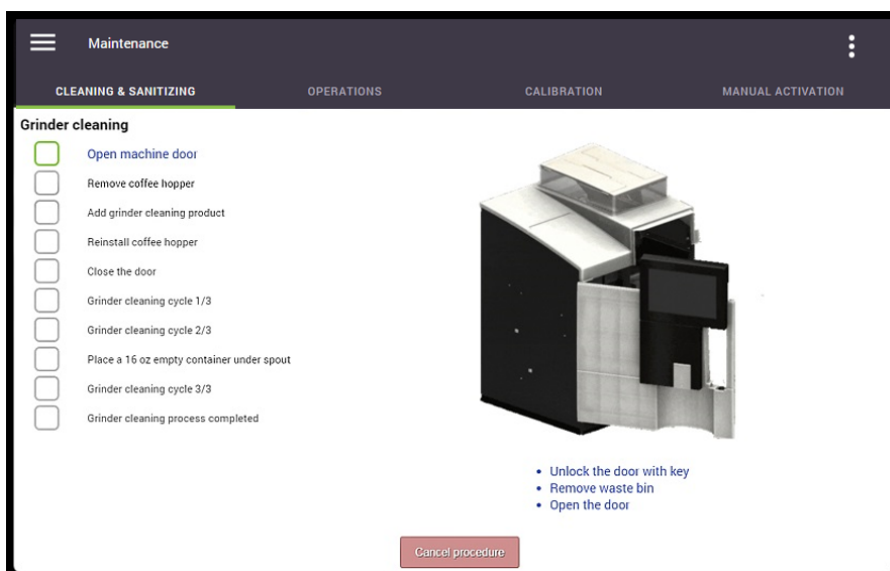 Maintenance
CLEANING & SANITIZING OPERATIONS CALIBRATION MANUAL ACTIVATION
Grinder cleaning
Open machine door
Remove coffee hopper
Add grinder cleaning product
Reinstall coffee hopper
Close the door
Grinder cleaning cycle 1/3
Grinder cleaning cycle 2/3
Place a 16 oz empty container under spout
Grinder cleaning cycle 3/3
Grinder cleaning process completed
• Unlock the door with key
• Remove waste bin
• Open the door
Cancel procedure